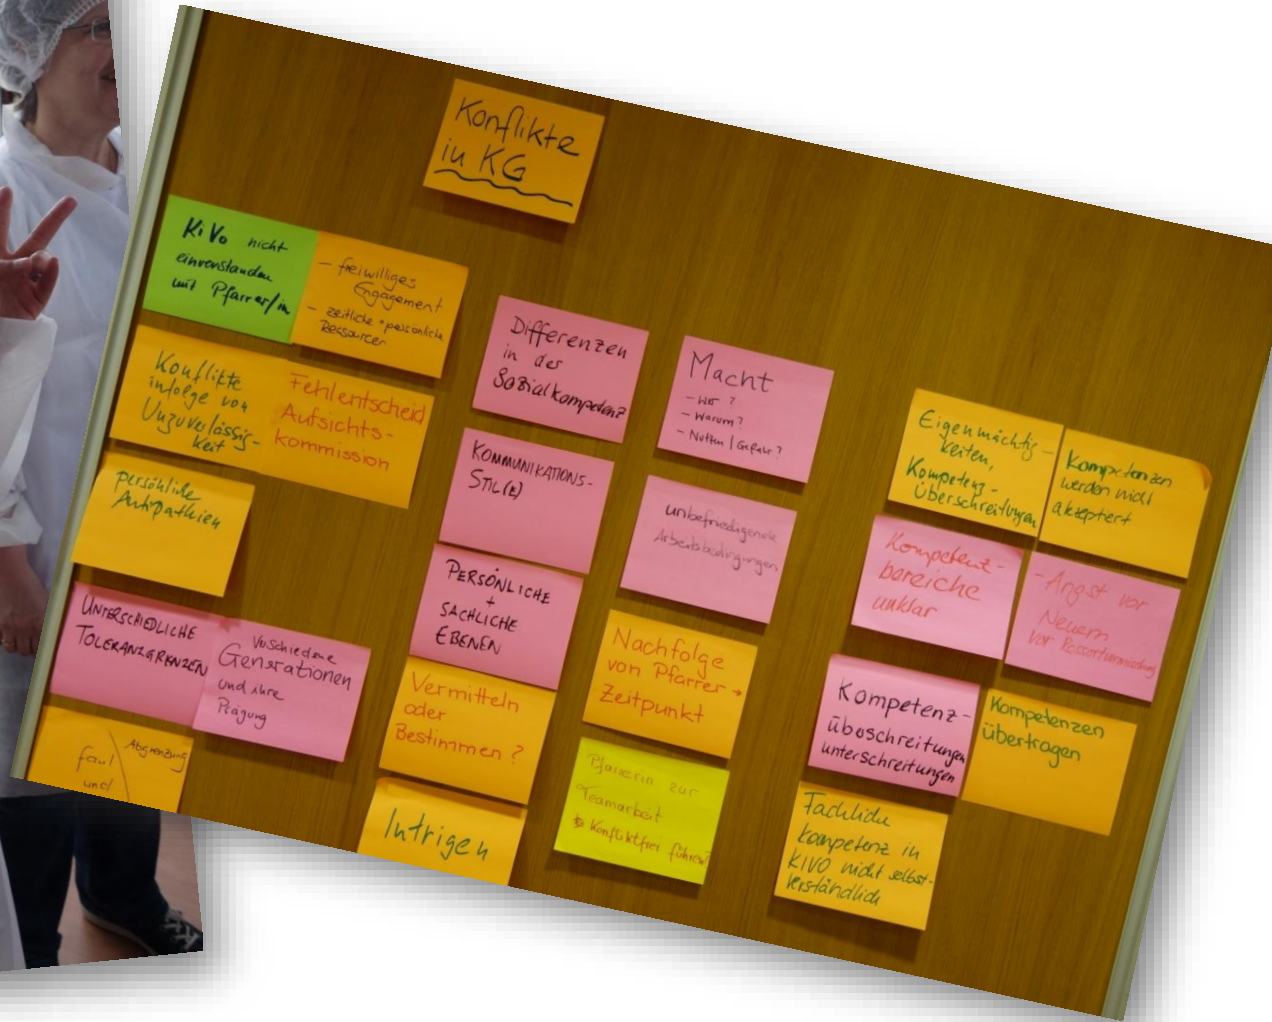 Konflikte
in KG
KiVo nicht
einverstanden
mit Pfarrer/in
- freiwilliges
Engagement
- zeitliche + persönliche
Ressourcen
Konflikte
infolge von
Unzuverlässig-
keit
Fehlentscheid
Aufsichts-
kommission
persönliche
Antipathien
UNTERSCHIEDLICHE
TOLERANZGRENZEN
Verschiedene
Generationen
und ihre
Prägung
faul
und
Abgrenzung
Differenzen
in der
Sozialkompetenz
KOMMUNIKATIONS-
STIL(E)
PERSÖNLICHE
+
SACHLICHE
EBENEN
Vermitteln
oder
Bestimmen ?
Intrigen
Macht
- Wer ?
- Warum ?
- Nutzen / Gefahr ?
unbefriedigende
Arbeitsbedingungen
Nachfolge
von Pfarrer →
Zeitpunkt
Pfarrerin zur
Teamarbeit
Konfliktfrei führen?
Eigenmächtig-
keiten,
Kompetenz-
überschreitungen
Kompetenzen
werden nicht
akzeptiert
Kompetenz-
bereiche
unklar
- Angst vor
Neuem
vor
Kompetenz-
überschreitungen
unterschreitungen
Kompetenzen
übertragen
Fachliche
Kompetenz in
KIVO nicht selbst-
verständlich